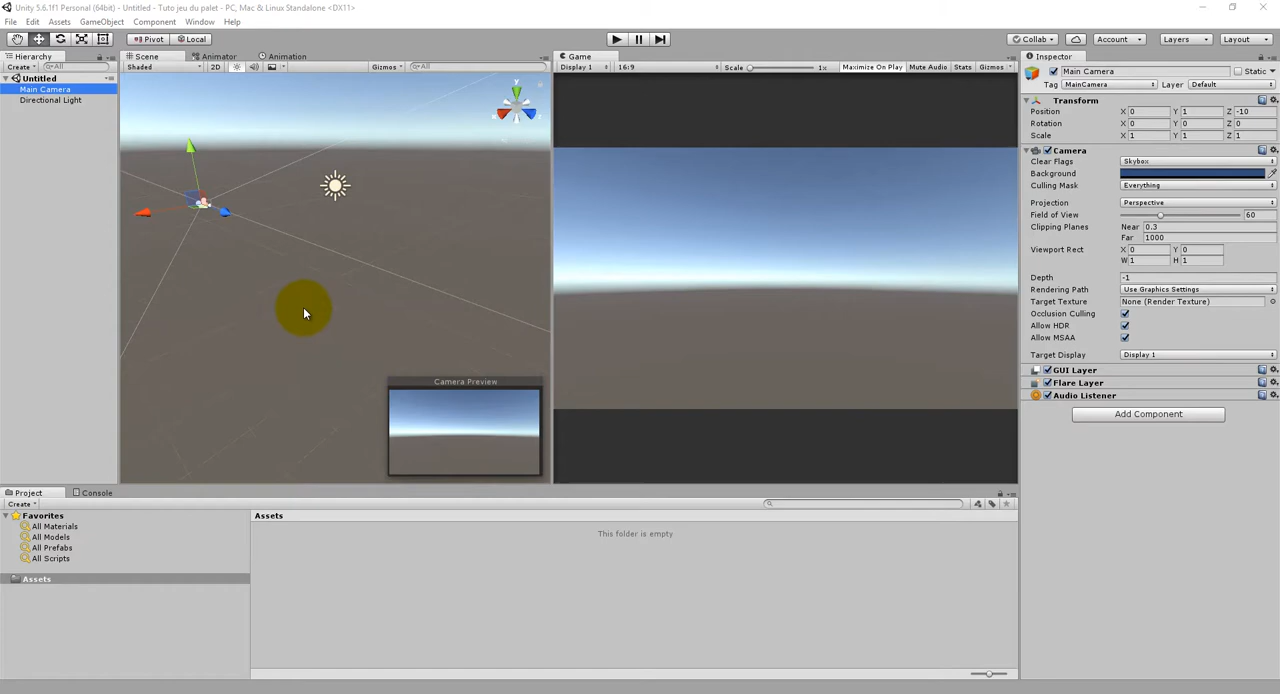 Unity 5.6.1f1 Personal (64bit) - Untitled - Tuto jeu du palet - PC, Mac & Linux Standalone <DX11>
File Edit Assets GameObject Component Window Help
Pivot Local Collab Account Layers Layout
Hierarchy
Create All
Untitled
Main Camera
Directional Light
Scene Animator Animation
Shaded 2D Gizmos All
y
Camera Preview
Game
Display 1 16:9 Scale 1x Maximize On Play Mute Audio Stats Gizmos
Inspector
Main Camera Static
Tag MainCamera Layer Default
Transform
Position X 0 Y 1 Z -10
Rotation X 0 Y 0 Z 0
Scale X 1 Y 1 Z 1
Camera
Clear Flags Skybox
Background
Culling Mask Everything
Projection Perspective
Field of View 60
Clipping Planes Near 0.3
Far 1000
Viewport Rect X 0 Y 0
W 1 H 1
Depth -1
Rendering Path Use Graphics Settings
Target Texture None (Render Texture)
Occlusion Culling
Allow HDR
Allow MSAA
Target Display Display 1
GUI Layer
Flare Layer
Audio Listener
Add Component
Project Console
Create
Favorites
All Materials
All Models
All Prefabs
All Scripts
Assets
Assets
This folder is empty